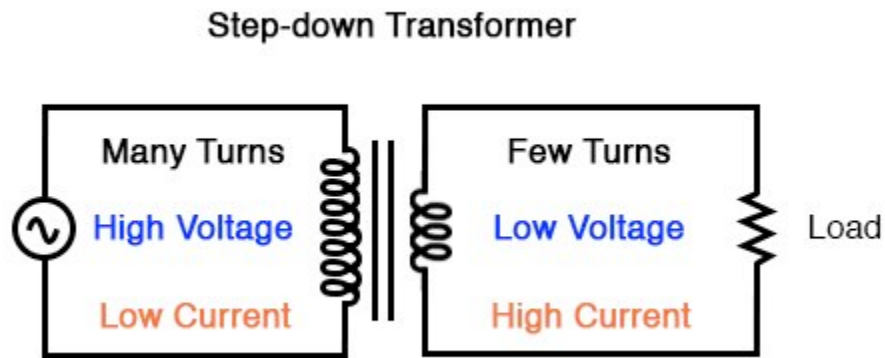 Step-down Transformer
Many Turns
High Voltage
Low Current
Few Turns
Low Voltage
High Current
Load